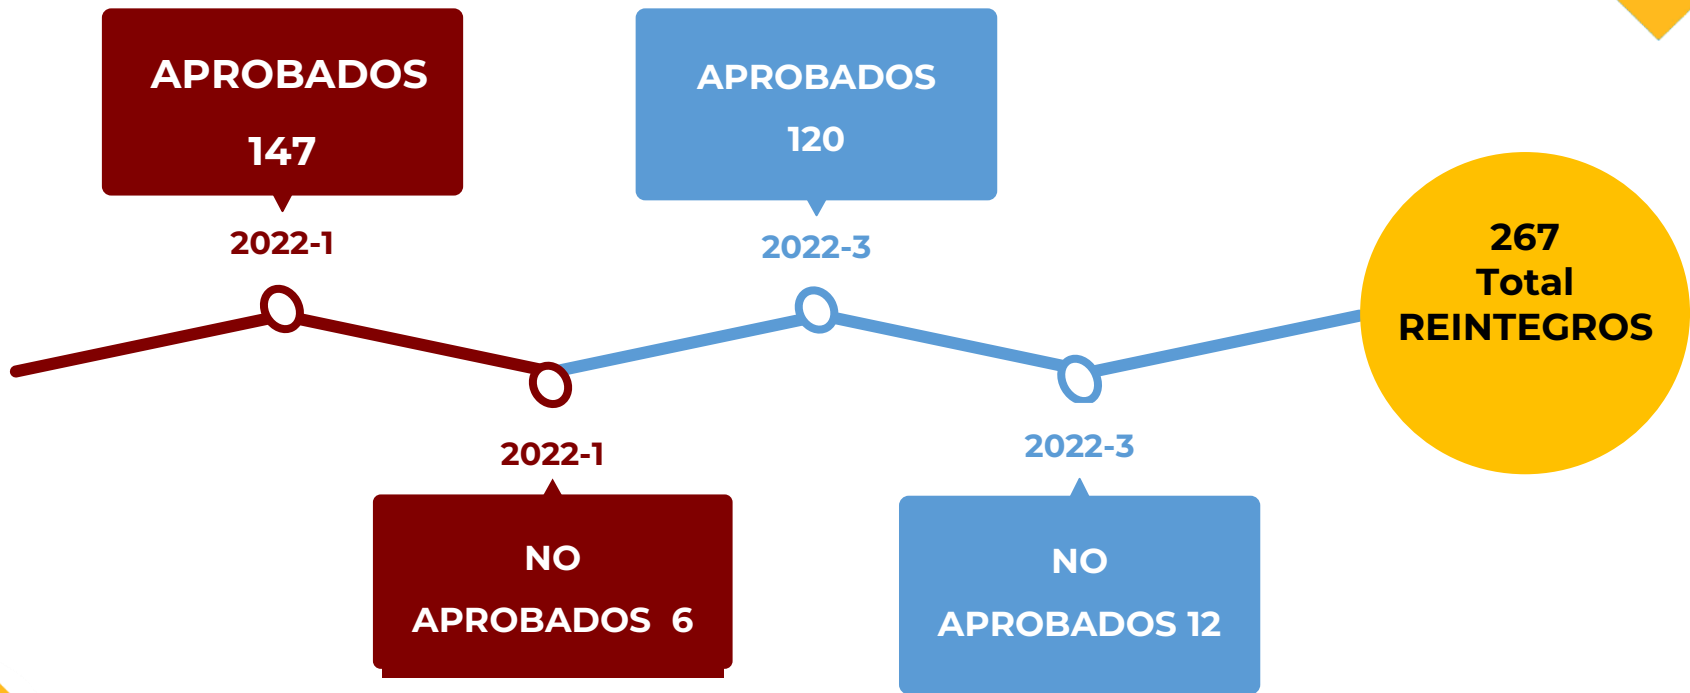 APROBADOS
147
2022-1
2022-1
NO
APROBADOS 6
APROBADOS
120
2022-3
2022-3
NO
APROBADOS 12
267
Total
REINTEGROS